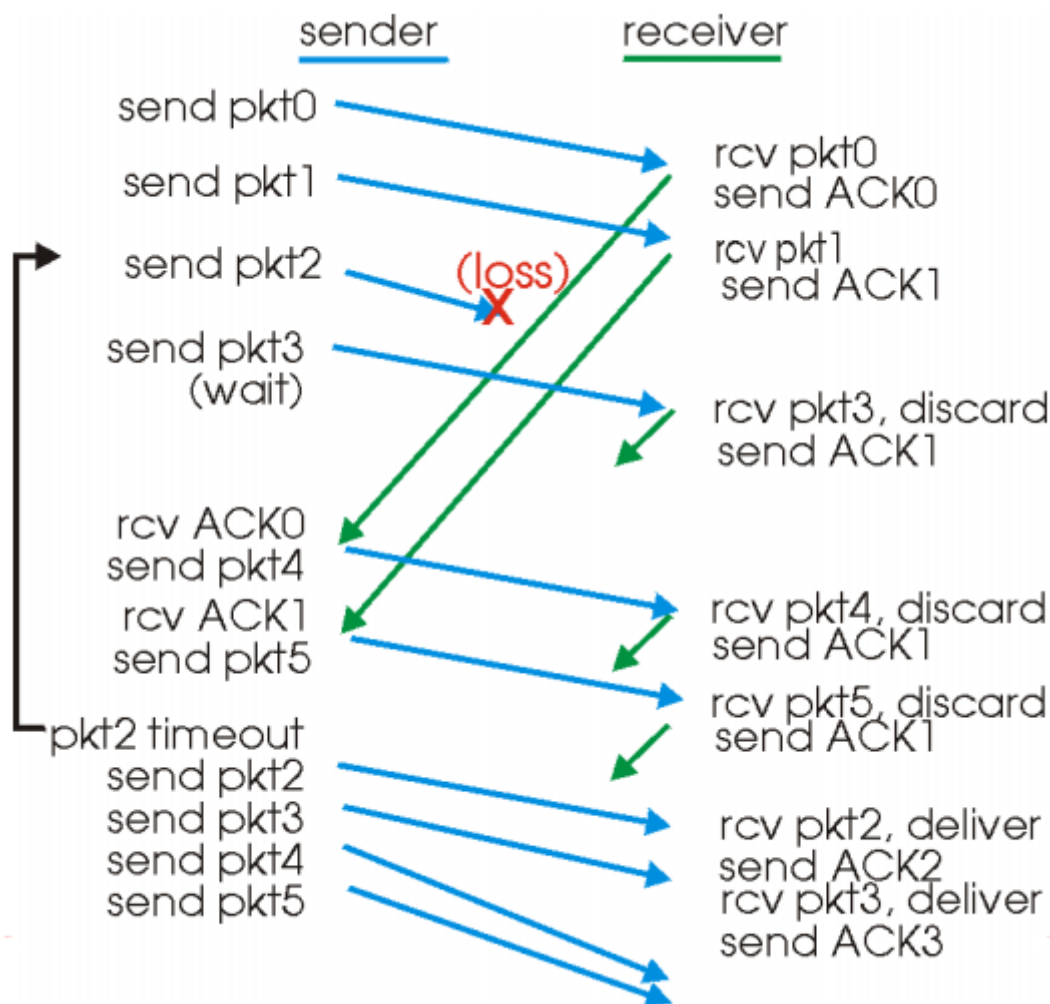 sender
receiver
send pkt0
rcv pkt0
send ACK0
send pkt1
rcv pkt1
send ACK1
send pkt2
(loss)
X
send pkt3
(wait)
rcv pkt3, discard
send ACK1
rcv ACK0
send pkt4
rcv pkt4, discard
send ACK1
rcv ACK1
send pkt5
rcv pkt5, discard
send ACK1
pkt2 timeout
send pkt2
send pkt3
send pkt4
send pkt5
rcv pkt2, deliver
send ACK2
rcv pkt3, deliver
send ACK3